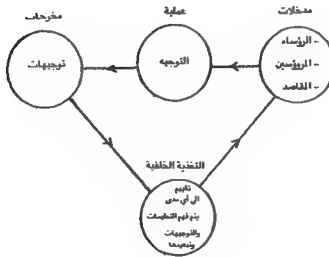 مدخلات
عملية
مخرجات
- الرؤساء
- المرؤسين
- المقاصد
التوجيه
توجيهات
التغذية الخلفية
تقييم
الى أي مدى
يتم فهم التعليمات
والتوجيهات
وتنفيذها